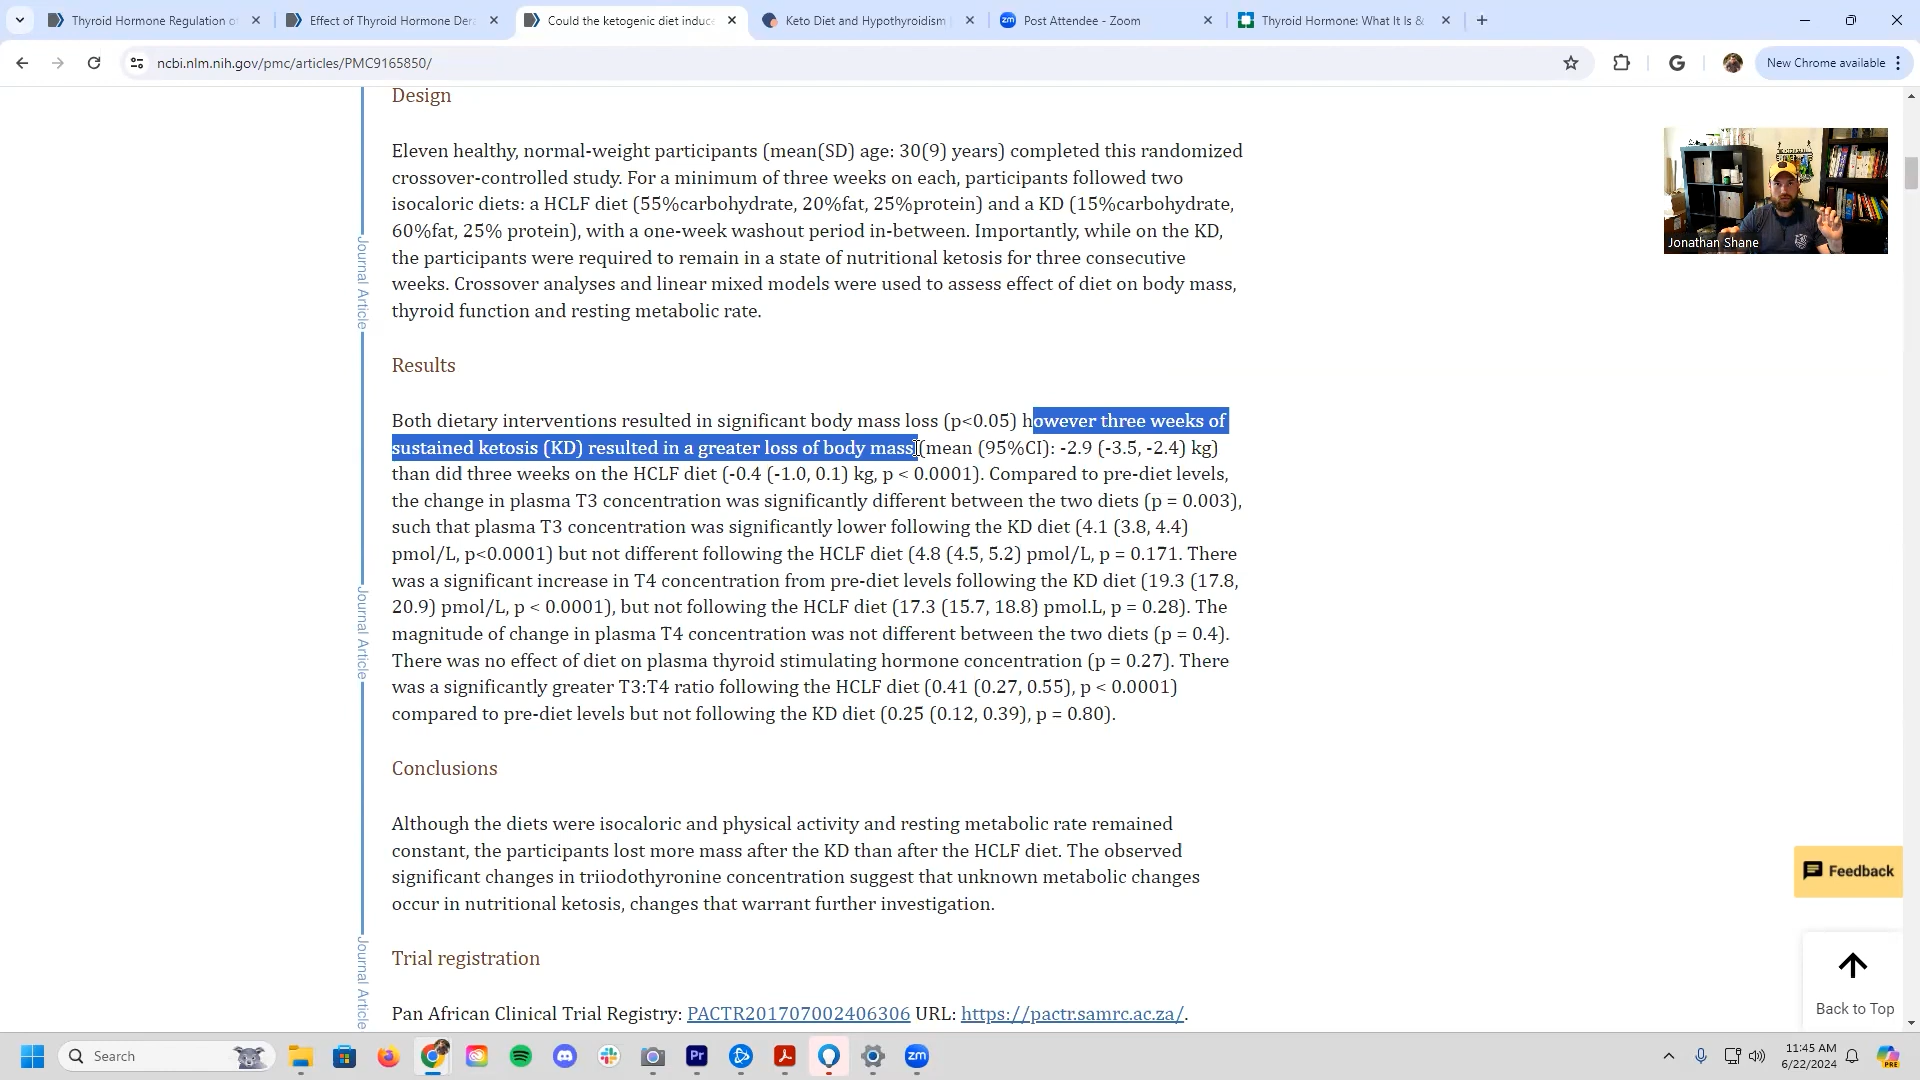 Thyroid Hormone Regulation o
Effect of Thyroid Hormone Dera
Could the ketogenic diet induce
Keto Diet and Hypothyroidism
Post Attendee - Zoom
Thyroid Hormone: What It Is &
ncbi.nlm.nih.gov/pmc/articles/PMC9165850/
New Chrome available
Design
Eleven healthy, normal-weight participants (mean(SD) age: 30(9) years) completed this randomized
crossover-controlled study. For a minimum of three weeks on each, participants followed two
isocaloric diets: a HCLF diet (55%carbohydrate, 20%fat, 25%protein) and a KD (15%carbohydrate,
60%fat, 25% protein), with a one-week washout period in-between. Importantly, while on the KD,
the participants were required to remain in a state of nutritional ketosis for three consecutive
weeks. Crossover analyses and linear mixed models were used to assess effect of diet on body mass,
thyroid function and resting metabolic rate.
Jonathan Shane
Journal Article
Results
Both dietary interventions resulted in significant body mass loss (p<0.05) however three weeks of
sustained ketosis (KD) resulted in a greater loss of body mass (mean (95%CI): -2.9 (-3.5, -2.4) kg)
than did three weeks on the HCLF diet (-0.4 (-1.0, 0.1) kg, p < 0.0001). Compared to pre-diet levels,
the change in plasma T3 concentration was significantly different between the two diets (p = 0.003),
such that plasma T3 concentration was significantly lower following the KD diet (4.1 (3.8, 4.4)
pmol/L, p<0.0001) but not different following the HCLF diet (4.8 (4.5, 5.2) pmol/L, p = 0.171. There
was a significant increase in T4 concentration from pre-diet levels following the KD diet (19.3 (17.8,
20.9) pmol/L, p < 0.0001), but not following the HCLF diet (17.3 (15.7, 18.8) pmol.L, p = 0.28). The
magnitude of change in plasma T4 concentration was not different between the two diets (p = 0.4).
There was no effect of diet on plasma thyroid stimulating hormone concentration (p = 0.27). There
was a significantly greater T3:T4 ratio following the HCLF diet (0.41 (0.27, 0.55), p < 0.0001)
compared to pre-diet levels but not following the KD diet (0.25 (0.12, 0.39), p = 0.80).
Journal Article
Conclusions
Although the diets were isocaloric and physical activity and resting metabolic rate remained
constant, the participants lost more mass after the KD than after the HCLF diet. The observed
significant changes in triiodothyronine concentration suggest that unknown metabolic changes
occur in nutritional ketosis, changes that warrant further investigation.
Feedback
Trial registration
Journal Article
Pan African Clinical Trial Registry: PACTR201707002406306 URL: https://pactr.samrc.ac.za/.
Back to Top
Search
Pr
zm
11:45 AM
6/22/2024
PRE